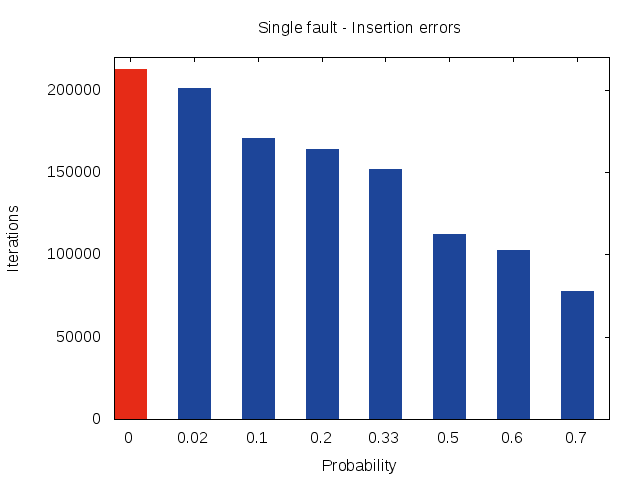 Single fault - Insertion errors
200000
150000
100000
50000
0
Iterations
0 0.02 0.1 0.2 0.33 0.5 0.6 0.7
Probability